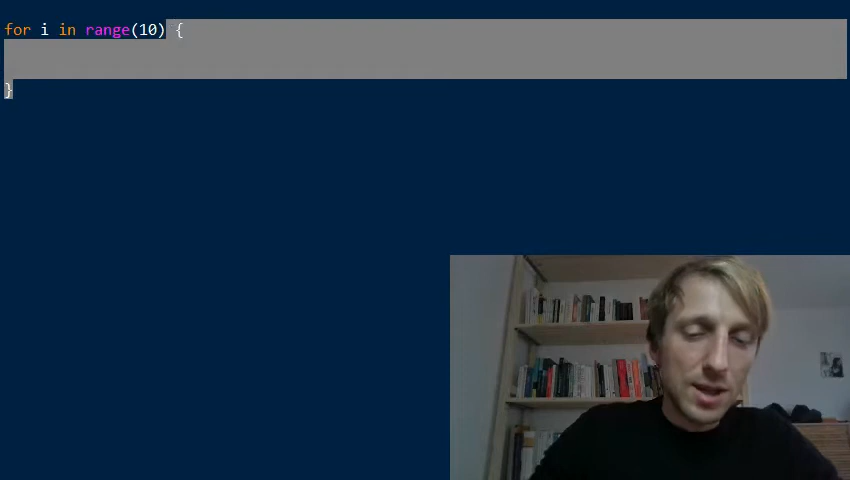 for i in range(10) {
}